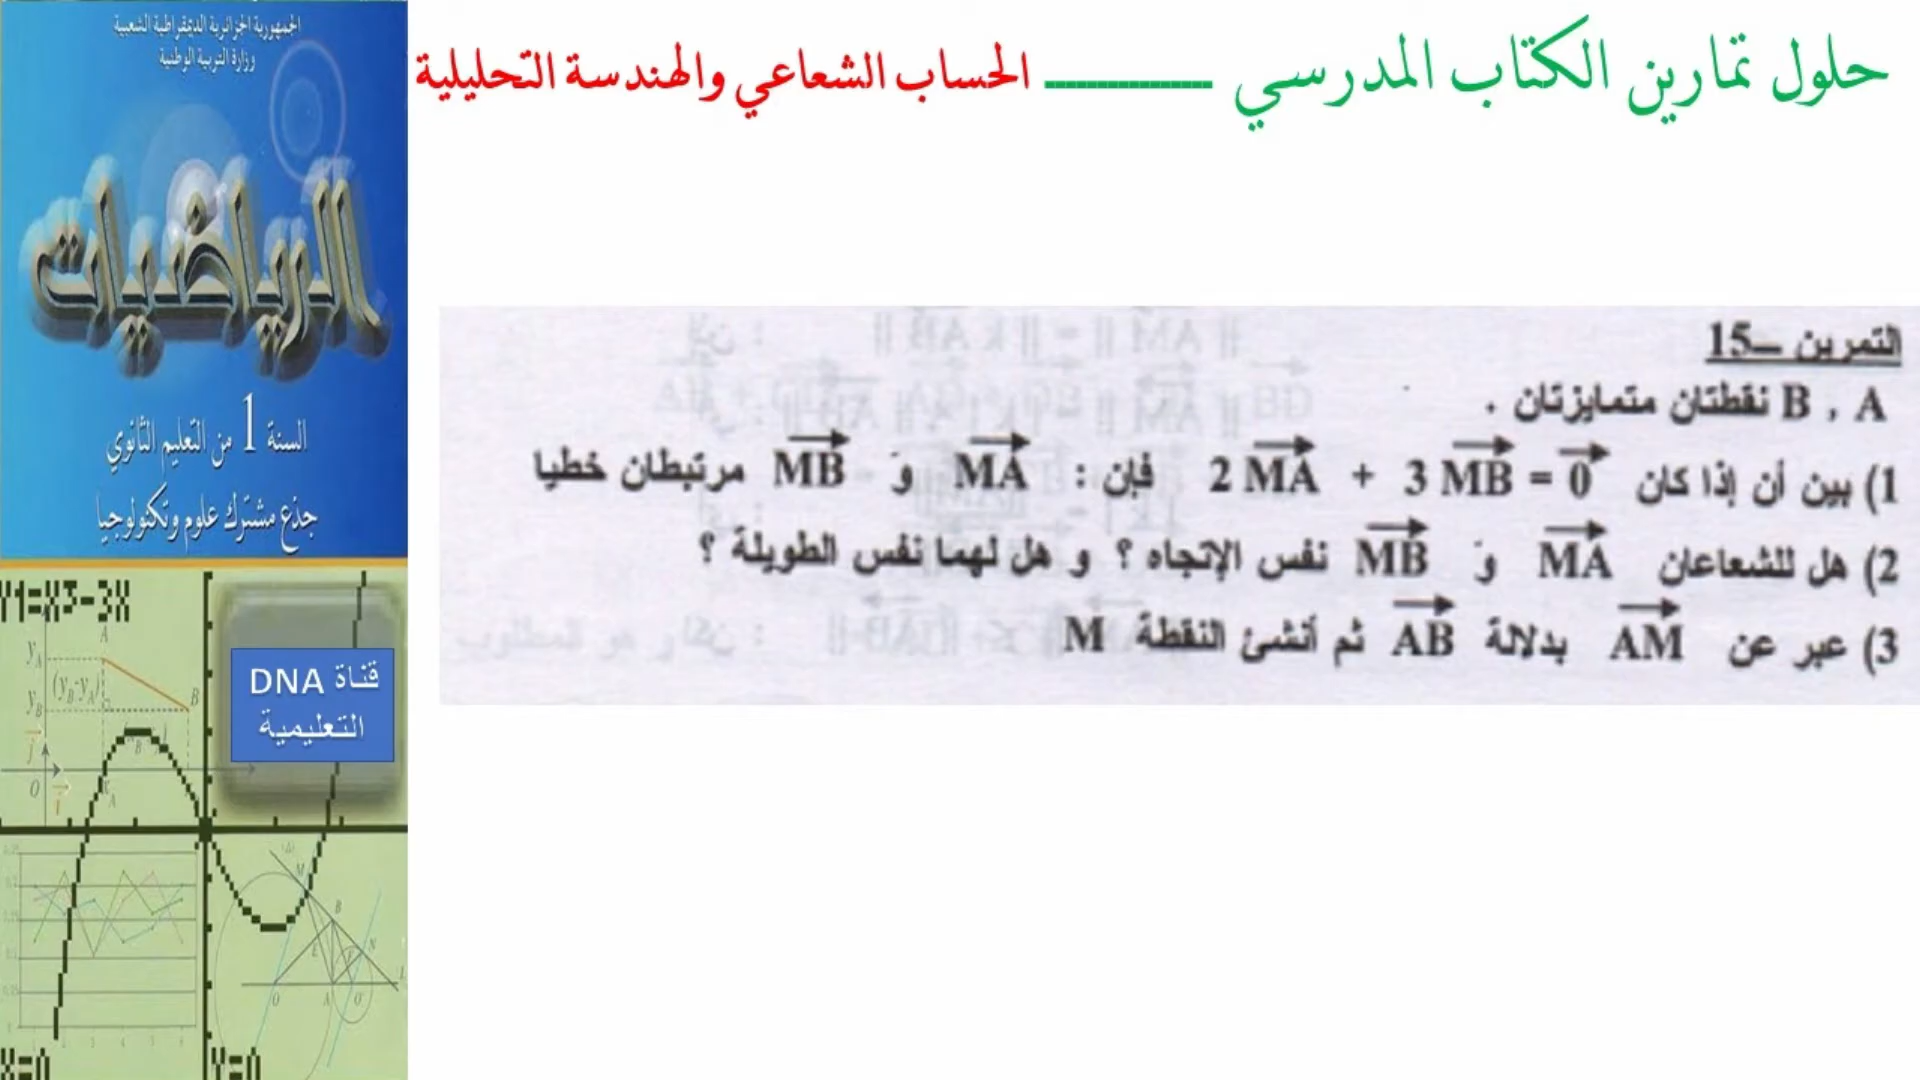 حلول تمارين الكتاب المدرسي ـــــــــــ الحساب الشعاعي والهندسة التحليلية
الجمهورية الجزائرية الديمقراطية الشعبية
وزارة التربية الوطنية
الرياضيات
السنة 1 من التعليم الثانوي
جذع مشترك علوم وتكنولوجيا
Y1=X3-3X
قناة DNA
التعليمية
X=0 Y=0
التمرين –15
A , B نقطتان متمايزتان .
1) بين أن إذا كان 2 MA + 3 MB = 0 فإن : MA وَ MB مرتبطان خطيا
2) هل للشعاعان MA وَ MB نفس الإتجاه ؟ و هل لهما نفس الطويلة ؟
3) عبر عن AM بدلالة AB ثم أنشئ النقطة M